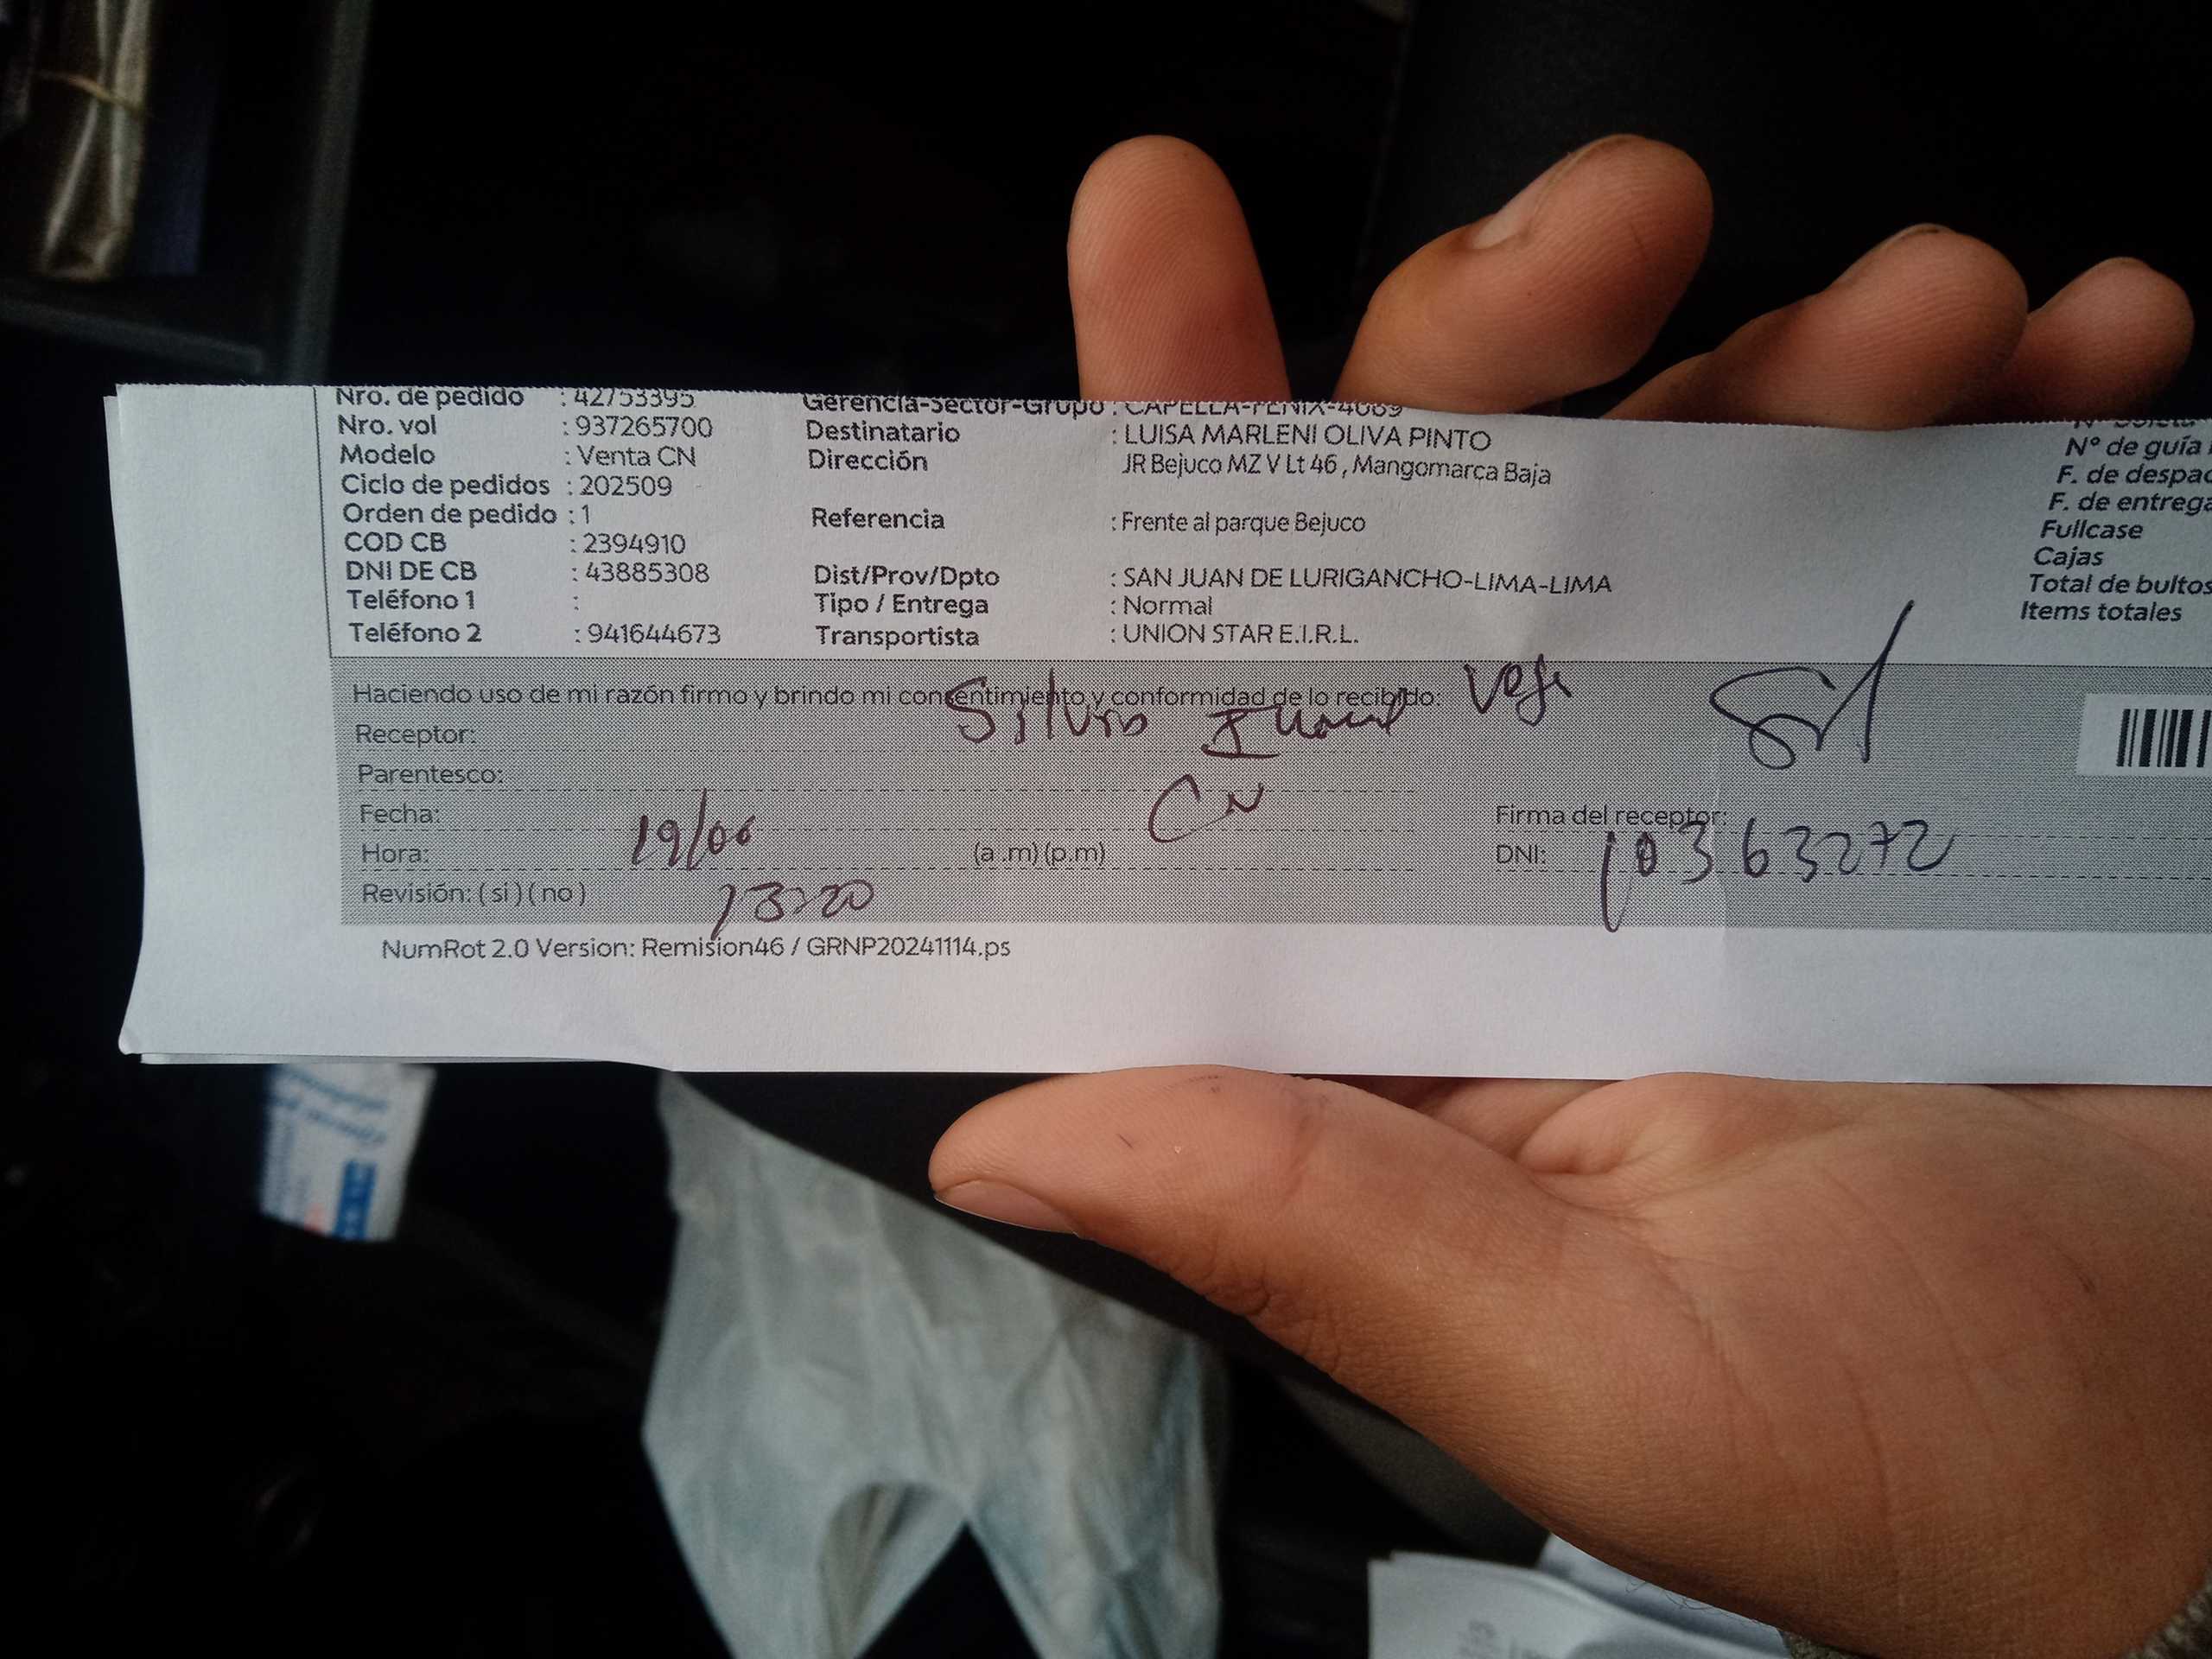 Nro. de pedido : 42753395 Gerencia-Sector-Grupo : CAPELLA-FENIX-4069
Nro. vol : 937265700 Destinatario : LUISA MARLENI OLIVA PINTO N° de guía
Modelo : Venta CN Dirección JR Bejuco MZ V Lt 46 , Mangomarca Baja F. de despac
Ciclo de pedidos : 202509 F. de entrega
Orden de pedido : 1 Referencia : Frente al parque Bejuco Fullcase
COD CB : 2394910 Cajas
DNI DE CB : 43885308 Dist/Prov/Dpto : SAN JUAN DE LURIGANCHO-LIMA-LIMA Total de bultos
Teléfono 1 : Tipo / Entrega : Normal Items totales
Teléfono 2 : 941644673 Transportista : UNION STAR E.I.R.L.
Haciendo uso de mi razón firmo y brindo mi consentimiento y conformidad de lo recibido:
Receptor: Silvio
Parentesco: CN
Fecha: 19/06 Firma del receptor:
Hora: (a .m) (p.m) DNI: 10363272
Revisión: ( si ) ( no ) 13:20
NumRot 2.0 Version: Remision46 / GRNP20241114.ps